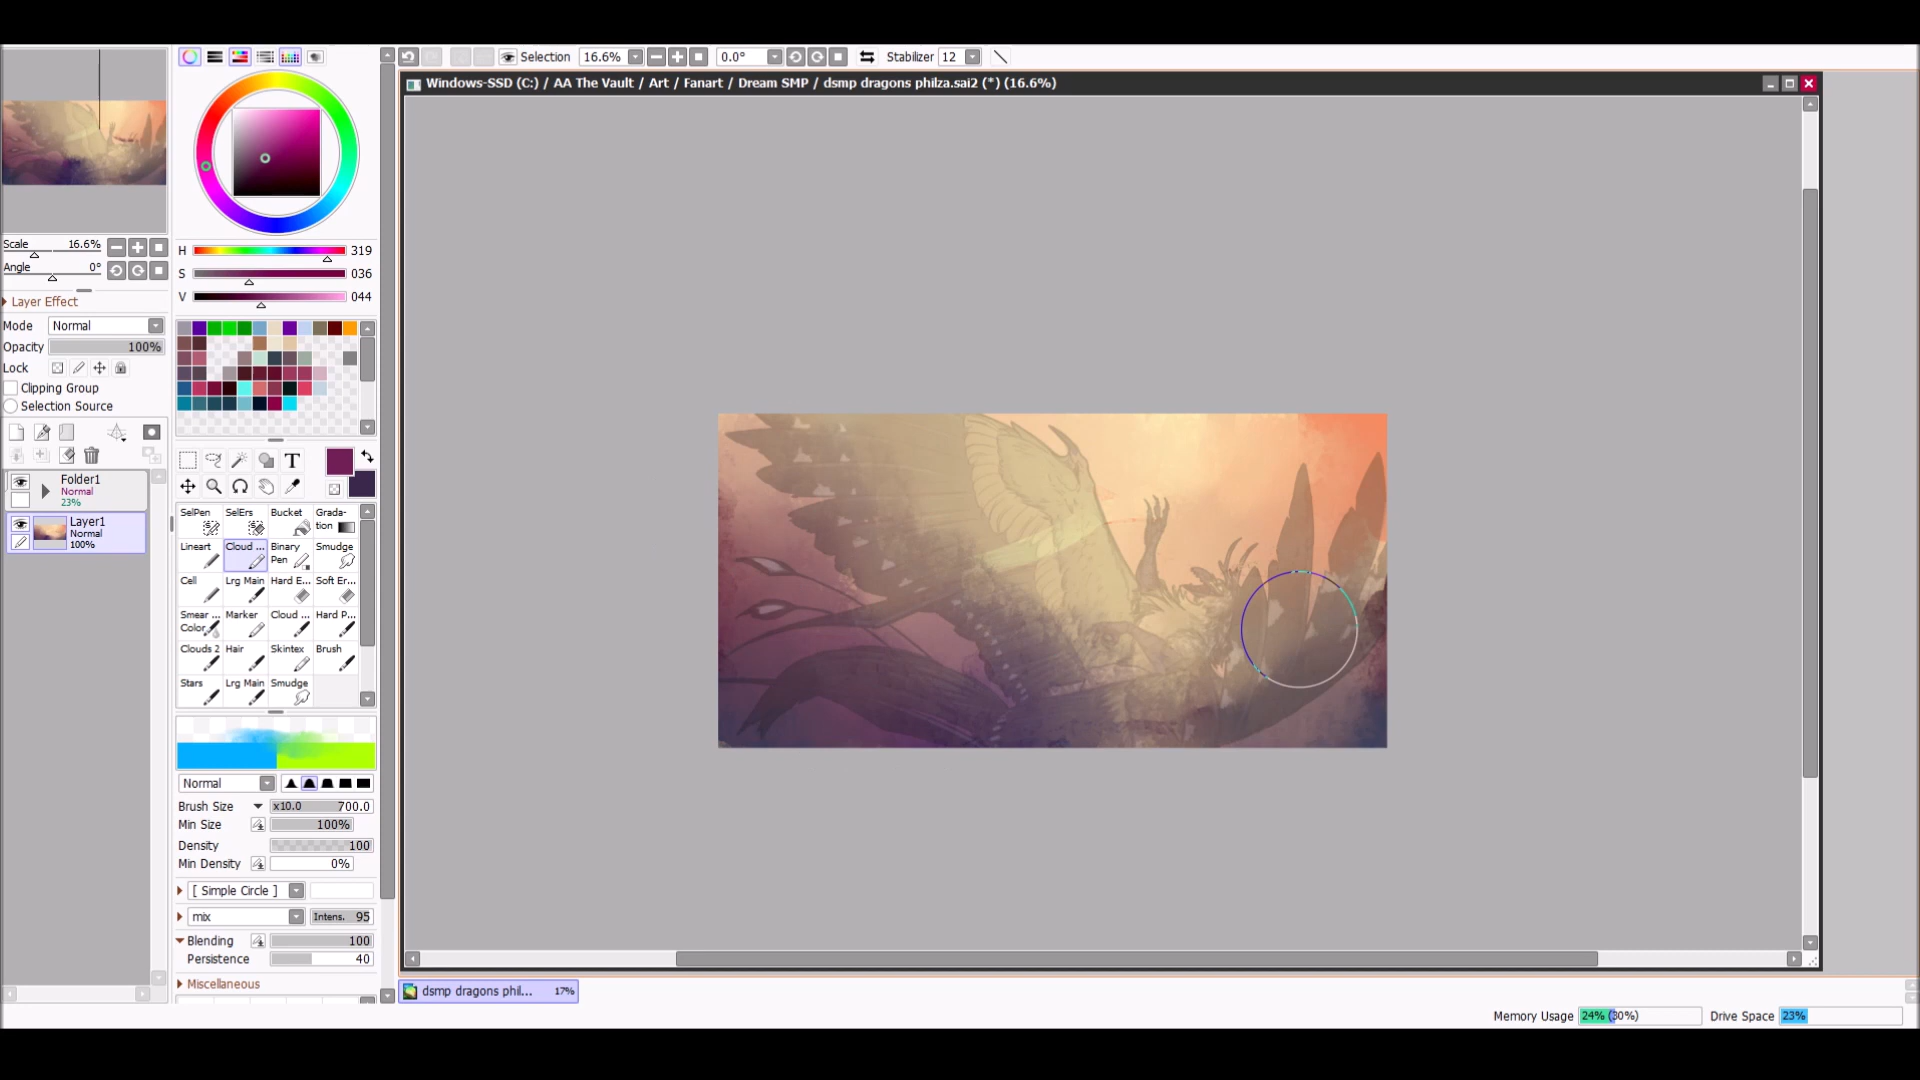 Selection 16.6% 0.0° Stabilizer 12
Windows-SSD (C:) / AA The Vault / Art / Fanart / Dream SMP / dsmp dragons philza.sai2 (*) (16.6%)
Scale 16.6%
Angle 0°
Layer Effect
Mode Normal
Opacity 100%
Lock
Clipping Group
Selection Source
Folder1
Normal
23%
Layer1
Normal
100%
H 319
S 036
V 044
T
SelPen SelErs Bucket Grada-
tion
Lineart Cloud ... Binary Pen Smudge
Cell Lrg Main Hard E... Soft Er...
Smear ... Color Marker Cloud ... Hard P...
Clouds 2 Hair Skintex Brush
Stars Lrg Main Smudge
Normal
Brush Size x10.0 700.0
Min Size 100%
Density 100
Min Density 0%
[ Simple Circle ]
mix Intens. 95
Blending 100
Persistence 40
Miscellaneous
dsmp dragons phil... 17%
Memory Usage 24% (30%) Drive Space 23%